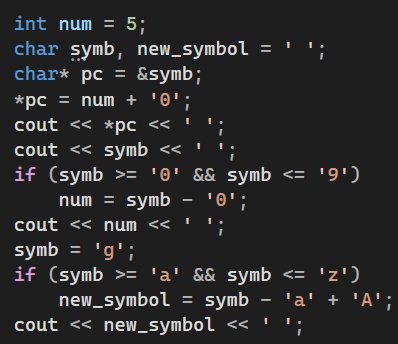 int num = 5;
char symb, new_symbol = ' ';
char* pc = &symb;
*pc = num + '0';
cout << *pc << ' ';
cout << symb << ' ';
if (symb >= '0' && symb <= '9')
    num = symb - '0';
cout << num << ' ';
symb = 'g';
if (symb >= 'a' && symb <= 'z')
    new_symbol = symb - 'a' + 'A';
cout << new_symbol << ' ';